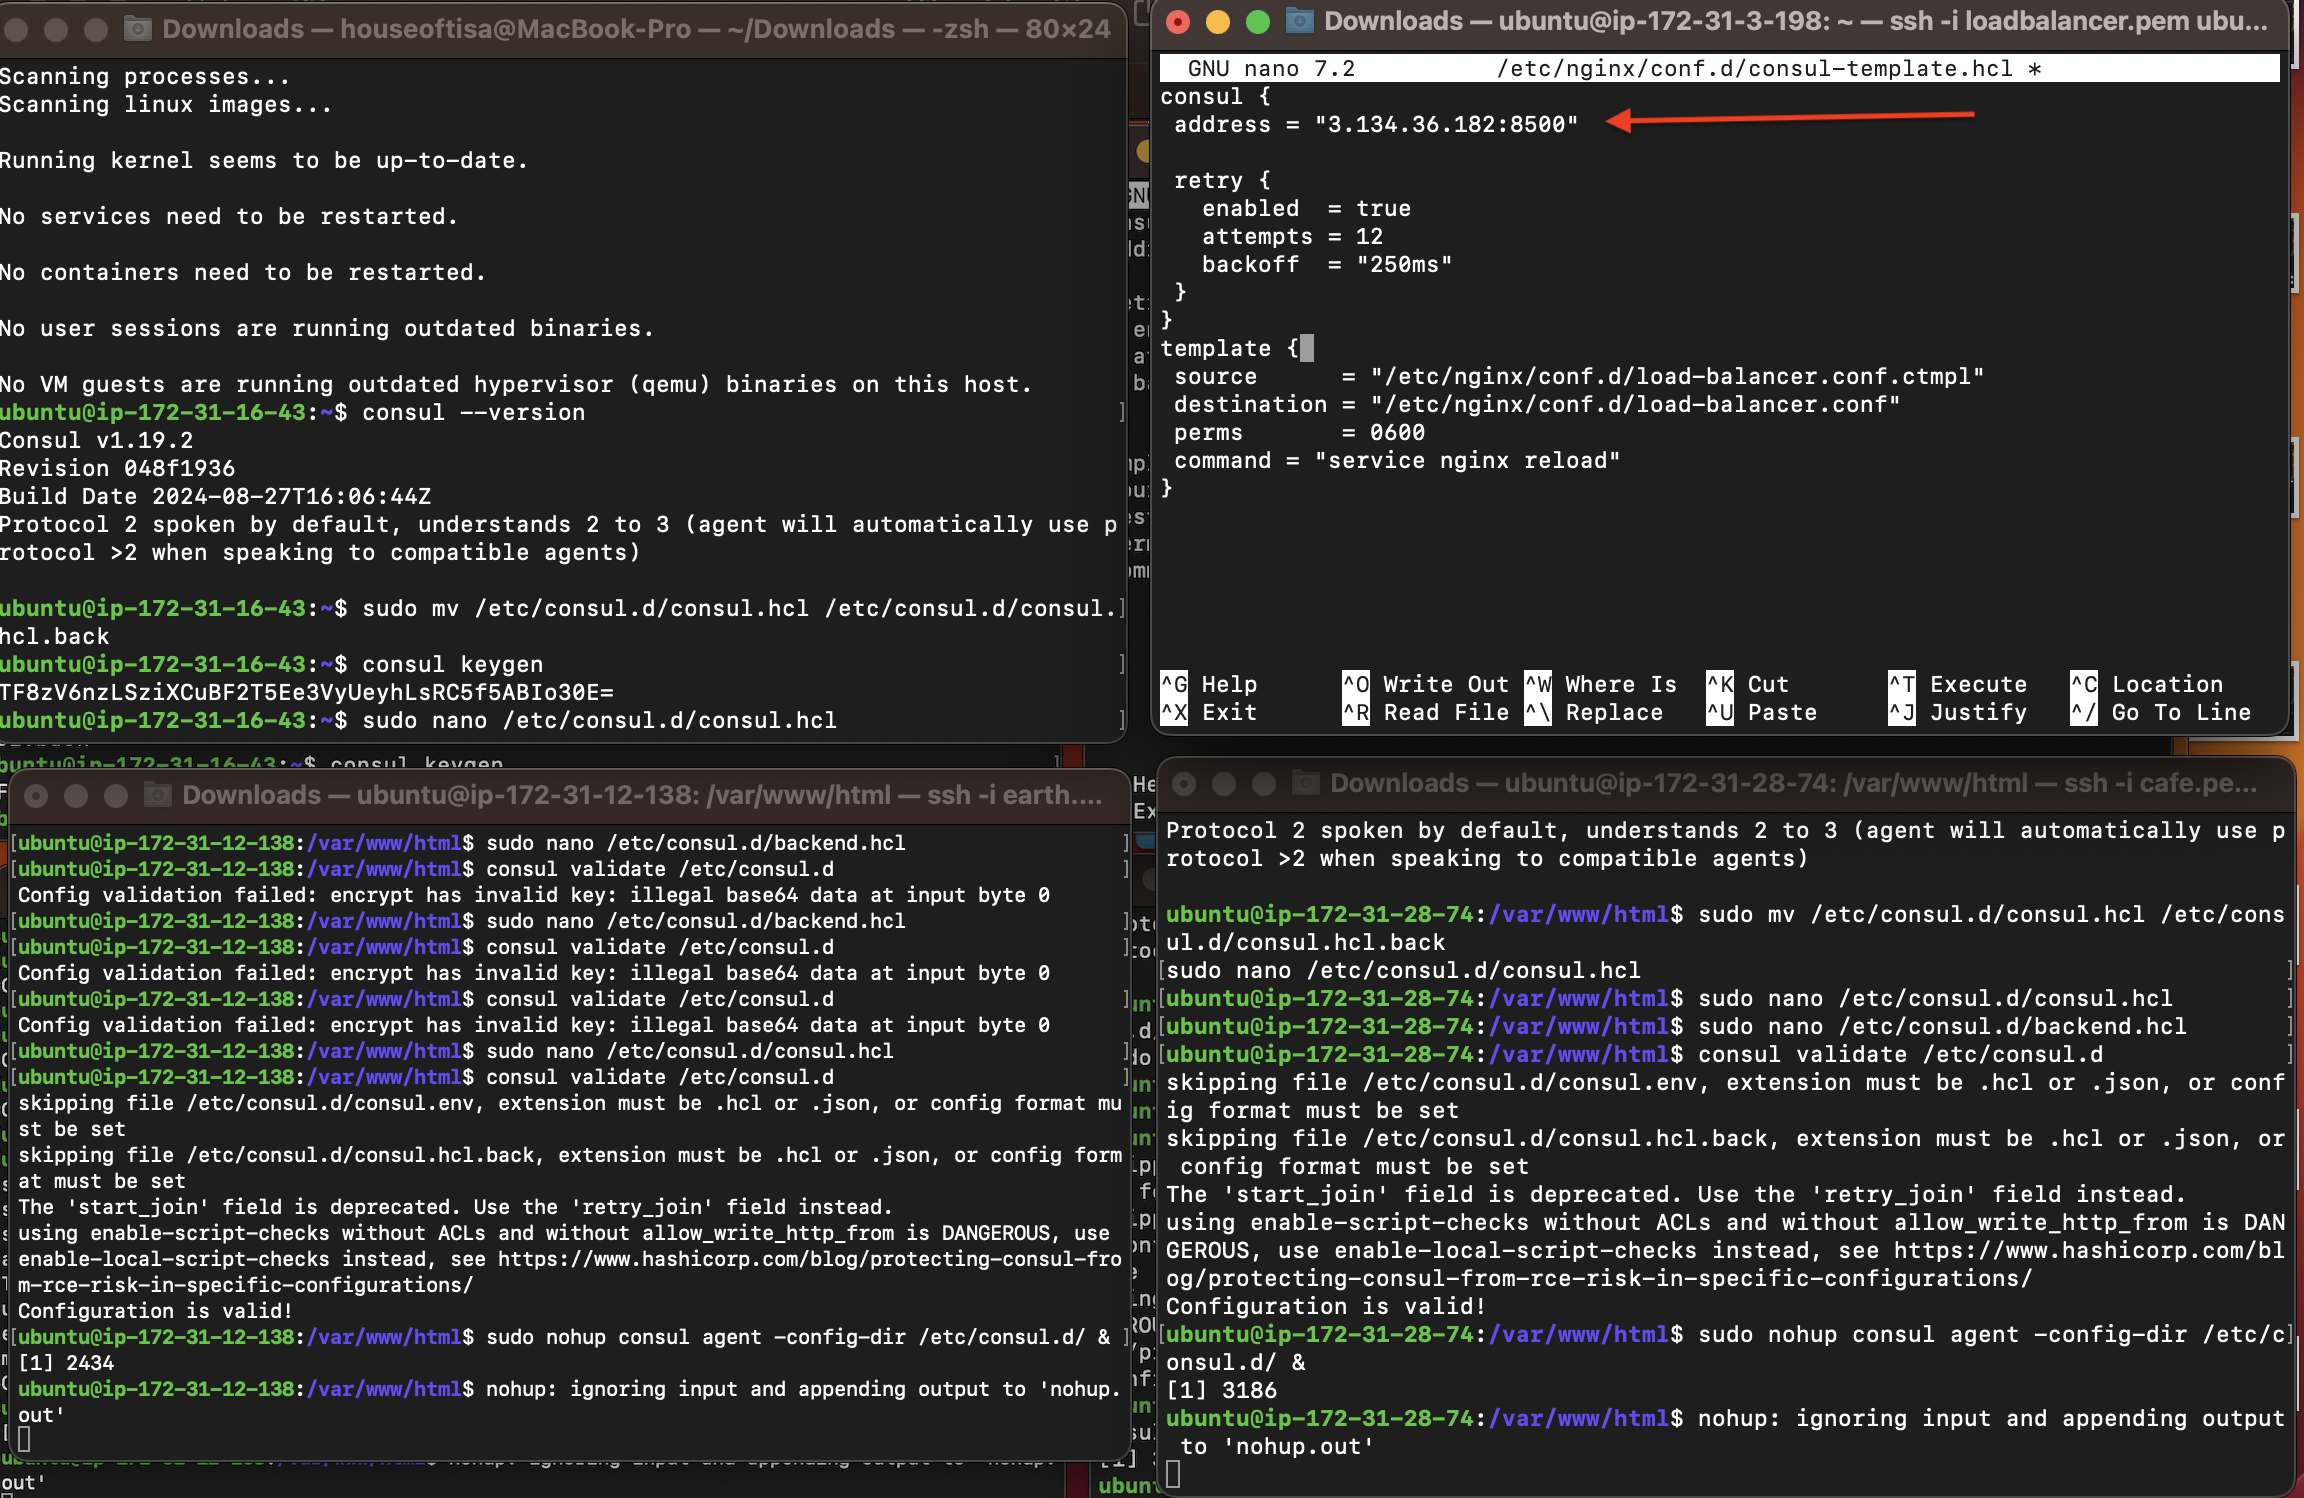 Downloads — houseoftisa@MacBook-Pro — ~/Downloads — -zsh — 80×24
Scanning processes...
Scanning linux images...
Running kernel seems to be up-to-date.
No services need to be restarted.
No containers need to be restarted.
No user sessions are running outdated binaries.
No VM guests are running outdated hypervisor (qemu) binaries on this host.
ubuntu@ip-172-31-16-43:~$ consul --version
Consul v1.19.2
Revision 048f1936
Build Date 2024-08-27T16:06:44Z
Protocol 2 spoken by default, understands 2 to 3 (agent will automatically use p
rotocol >2 when speaking to compatible agents)
ubuntu@ip-172-31-16-43:~$ sudo mv /etc/consul.d/consul.hcl /etc/consul.d/consul.
hcl.back
ubuntu@ip-172-31-16-43:~$ consul keygen
TF8zV6nzLSziXCuBF2T5Ee3VyUeyhLsRC5f5ABIo30E=
ubuntu@ip-172-31-16-43:~$ sudo nano /etc/consul.d/consul.hcl
Downloads — ubuntu@ip-172-31-3-198: ~ — ssh -i loadbalancer.pem ubu...
GNU nano 7.2 /etc/nginx/conf.d/consul-template.hcl *
consul {
address = "3.134.36.182:8500"
retry {
enabled = true
attempts = 12
backoff = "250ms"
}
}
template {
source = "/etc/nginx/conf.d/load-balancer.conf.ctmpl"
destination = "/etc/nginx/conf.d/load-balancer.conf"
perms = 0600
command = "service nginx reload"
}
^G Help ^O Write Out ^W Where Is ^K Cut ^T Execute ^C Location
^X Exit ^R Read File ^\ Replace ^U Paste ^J Justify ^/ Go To Line
Downloads — ubuntu@ip-172-31-12-138: /var/www/html — ssh -i earth....
[ubuntu@ip-172-31-12-138:/var/www/html$ sudo nano /etc/consul.d/backend.hcl ]
[ubuntu@ip-172-31-12-138:/var/www/html$ consul validate /etc/consul.d ]
Config validation failed: encrypt has invalid key: illegal base64 data at input byte 0
[ubuntu@ip-172-31-12-138:/var/www/html$ sudo nano /etc/consul.d/backend.hcl ]
[ubuntu@ip-172-31-12-138:/var/www/html$ consul validate /etc/consul.d ]
Config validation failed: encrypt has invalid key: illegal base64 data at input byte 0
[ubuntu@ip-172-31-12-138:/var/www/html$ consul validate /etc/consul.d ]
Config validation failed: encrypt has invalid key: illegal base64 data at input byte 0
[ubuntu@ip-172-31-12-138:/var/www/html$ sudo nano /etc/consul.d/consul.hcl ]
[ubuntu@ip-172-31-12-138:/var/www/html$ consul validate /etc/consul.d ]
skipping file /etc/consul.d/consul.env, extension must be .hcl or .json, or config format mu
st be set
skipping file /etc/consul.d/consul.hcl.back, extension must be .hcl or .json, or config form
at must be set
The 'start_join' field is deprecated. Use the 'retry_join' field instead.
using enable-script-checks without ACLs and without allow_write_http_from is DANGEROUS, use
enable-local-script-checks instead, see https://www.hashicorp.com/blog/protecting-consul-fro
m-rce-risk-in-specific-configurations/
Configuration is valid!
[ubuntu@ip-172-31-12-138:/var/www/html$ sudo nohup consul agent -config-dir /etc/consul.d/ & ]
[1] 2434
ubuntu@ip-172-31-12-138:/var/www/html$ nohup: ignoring input and appending output to 'nohup.
out'
Downloads — ubuntu@ip-172-31-28-74: /var/www/html — ssh -i cafe.pe...
Protocol 2 spoken by default, understands 2 to 3 (agent will automatically use p
rotocol >2 when speaking to compatible agents)
ubuntu@ip-172-31-28-74:/var/www/html$ sudo mv /etc/consul.d/consul.hcl /etc/cons
ul.d/consul.hcl.back
[sudo nano /etc/consul.d/consul.hcl ]
[ubuntu@ip-172-31-28-74:/var/www/html$ sudo nano /etc/consul.d/consul.hcl ]
[ubuntu@ip-172-31-28-74:/var/www/html$ sudo nano /etc/consul.d/backend.hcl ]
[ubuntu@ip-172-31-28-74:/var/www/html$ consul validate /etc/consul.d ]
skipping file /etc/consul.d/consul.env, extension must be .hcl or .json, or conf
ig format must be set
skipping file /etc/consul.d/consul.hcl.back, extension must be .hcl or .json, or
config format must be set
The 'start_join' field is deprecated. Use the 'retry_join' field instead.
using enable-script-checks without ACLs and without allow_write_http_from is DAN
GEROUS, use enable-local-script-checks instead, see https://www.hashicorp.com/bl
og/protecting-consul-from-rce-risk-in-specific-configurations/
Configuration is valid!
[ubuntu@ip-172-31-28-74:/var/www/html$ sudo nohup consul agent -config-dir /etc/c]
onsul.d/ &
[1] 3186
ubuntu@ip-172-31-28-74:/var/www/html$ nohup: ignoring input and appending output
to 'nohup.out'